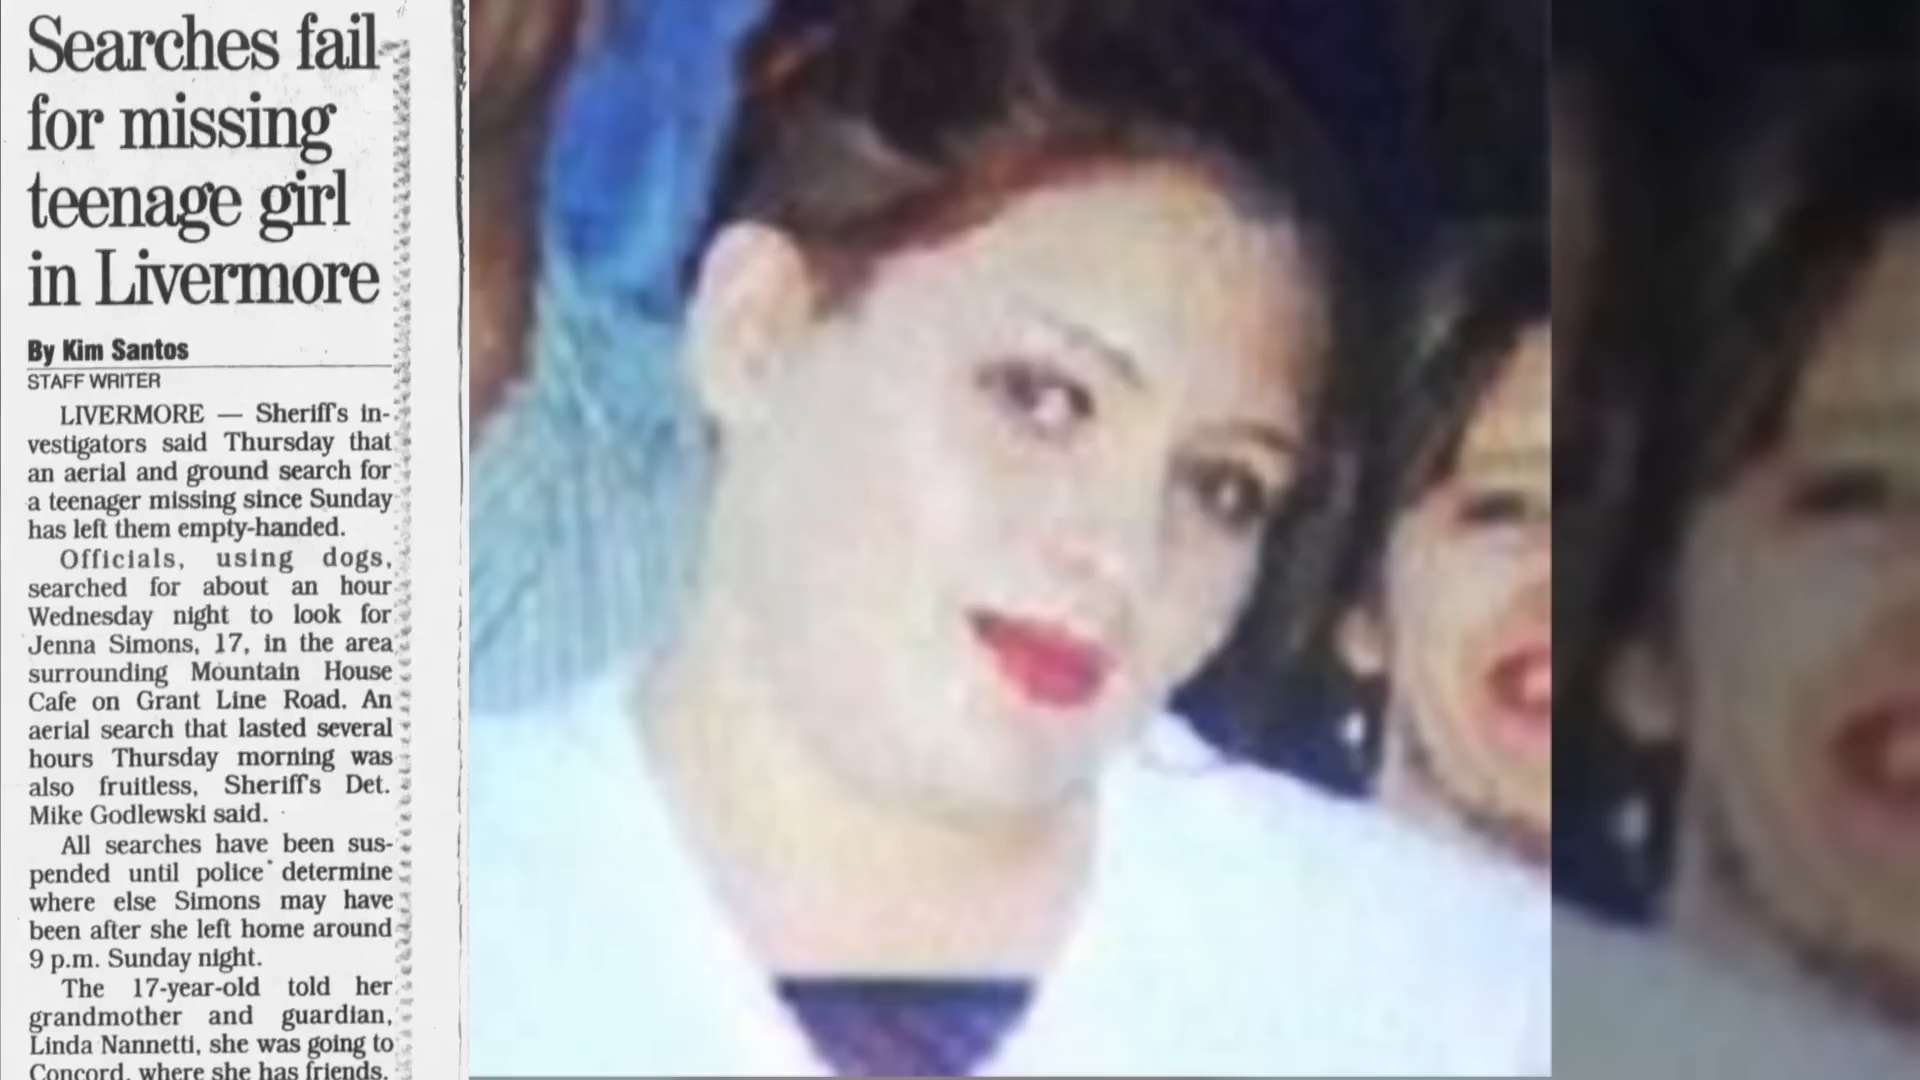 Searches fail
for missing
teenage girl
in Livermore
By Kim Santos
STAFF WRITER
LIVERMORE — Sheriff's in-
vestigators said Thursday that
an aerial and ground search for
a teenager missing since Sunday
has left them empty-handed.
Officials, using dogs,
searched for about an hour
Wednesday night to look for
Jenna Simons, 17, in the area
surrounding Mountain House
Cafe on Grant Line Road. An
aerial search that lasted several
hours Thursday morning was
also fruitless, Sheriff's Det.
Mike Godlewski said.
All searches have been sus-
pended until police determine
where else Simons may have
been after she left home around
9 p.m. Sunday night.
The 17-year-old told her
grandmother and guardian,
Linda Nannetti, she was going to
Concord, where she has friends.